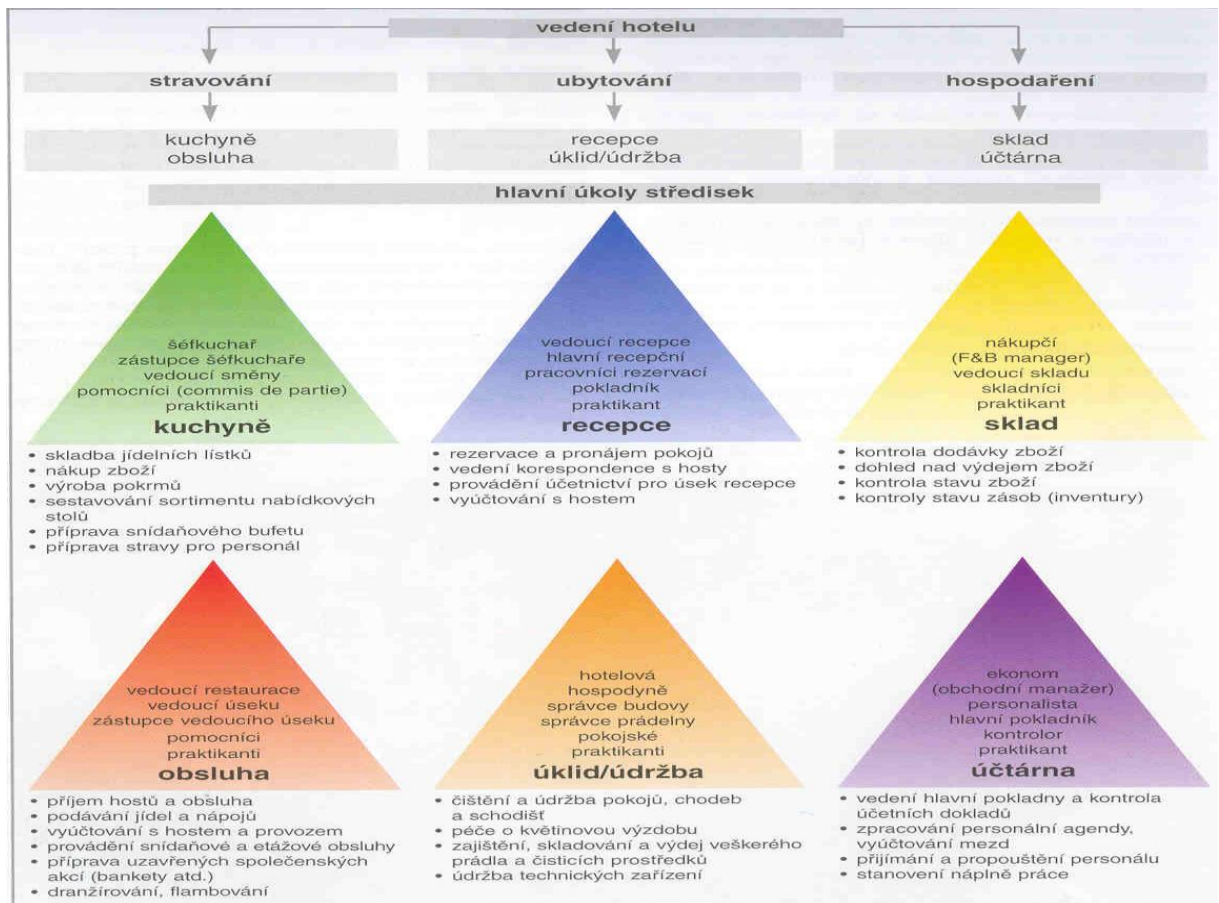 vedení hotelu
stravování
ubytování
hospodaření
kuchyně
obsluha
recepce
úklid/údržba
sklad
účtárna
hlavní úkoly středisek
šéfkuchař
zástupce šéfkuchaře
vedoucí směny
pomocníci (commis de partie)
praktikanti
kuchyně
• skladba jídelních lístků
• nákup zboží
• výroba pokrmů
• sestavování sortimentu nabídkových
stolů
• příprava snídaňového bufetu
• příprava stravy pro personál
vedoucí recepce
hlavní recepční
pracovníci rezervací
pokladník
praktikant
recepce
• rezervace a pronájem pokojů
• vedení korespondence s hosty
• provádění účetnictví pro úsek recepce
• vyúčtování s hostem
nákupčí
(F&B manager)
vedoucí skladu
skladníci
praktikant
sklad
• kontrola dodávky zboží
• dohled nad výdejem zboží
• kontrola stavu zboží
• kontroly stavu zásob (inventury)
vedoucí restaurace
vedoucí úseku
zástupce vedoucího úseku
pomocníci
praktikanti
obsluha
• příjem hostů a obsluha
• podávání jídel a nápojů
• vyúčtování s hostem a provozem
• provádění snídaňové a etážové obsluhy
• příprava uzavřených společenských
akcí (bankety atd.)
• dranžírování, flambování
hotelová
hospodyně
správce budovy
správce prádelny
pokojské
praktikanti
úklid/údržba
• čištění a údržba pokojů, chodeb
a schodišť
• péče o květinovou výzdobu
• zajištění, skladování a výdej veškerého
prádla a čisticích prostředků
• údržba technických zařízení
ekonom
(obchodní manažer)
personalista
hlavní pokladník
kontrolor
praktikant
účtárna
• vedení hlavní pokladny a kontrola
účetních dokladů
• zpracování personální agendy,
vyúčtování mezd
• přijímání a propouštění personálu
• stanovení náplně práce